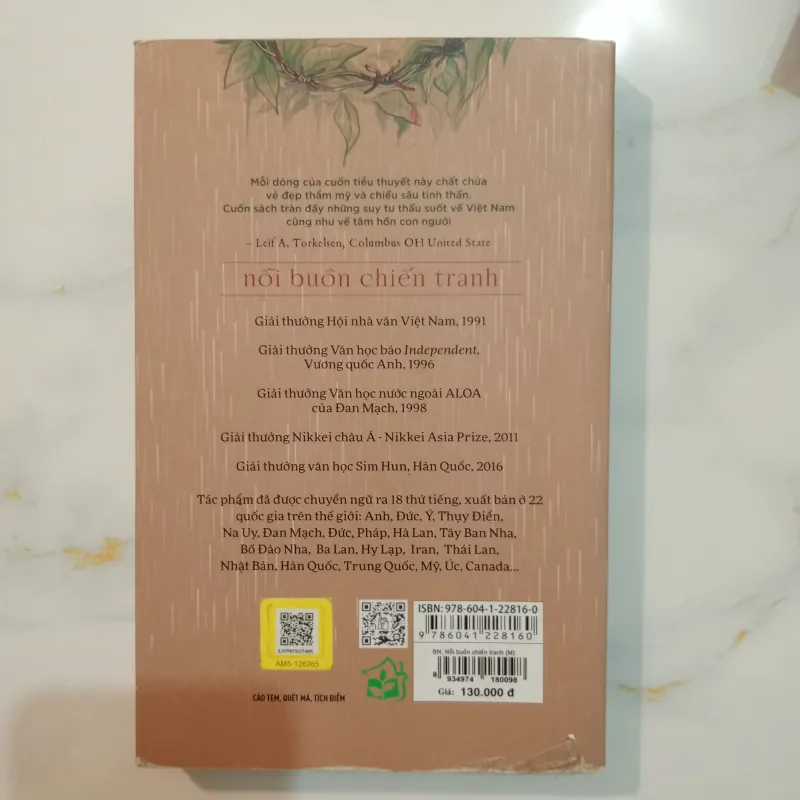 Mỗi dòng của cuốn tiểu thuyết này chất chứa
vẻ đẹp thẩm mỹ và chiều sâu tinh thần.
Cuốn sách tràn đầy những suy tư thấu suốt về Việt Nam
cũng như về tâm hồn con người
– Leif A. Torkelsen, Columbus OH United State
nỗi buồn chiến tranh
Giải thưởng Hội nhà văn Việt Nam, 1991
Giải thưởng Văn học báo Independent,
Vương quốc Anh, 1996
Giải thưởng Văn học nước ngoài ALOA
của Đan Mạch, 1998
Giải thưởng Nikkei châu Á - Nikkei Asia Prize, 2011
Giải thưởng văn học Sim Hun, Hàn Quốc, 2016
Tác phẩm đã được chuyển ngữ ra 18 thứ tiếng, xuất bản ở 22
quốc gia trên thế giới: Anh, Đức, Ý, Thụy Điển,
Na Uy, Đan Mạch, Đức, Pháp, Hà Lan, Tây Ban Nha,
Bồ Đào Nha, Ba Lan, Hy Lạp, Iran, Thái Lan,
Nhật Bản, Hàn Quốc, Trung Quốc, Mỹ, Úc, Canada...
AMS-126265
CÀO TEM, QUÉT MÃ, TÍCH ĐIỂM
ISBN: 978-604-1-22816-0
9 786041 228160
BN_Nỗi buồn chiến tranh (M)
8 934974 180098
Giá: 130.000 đ